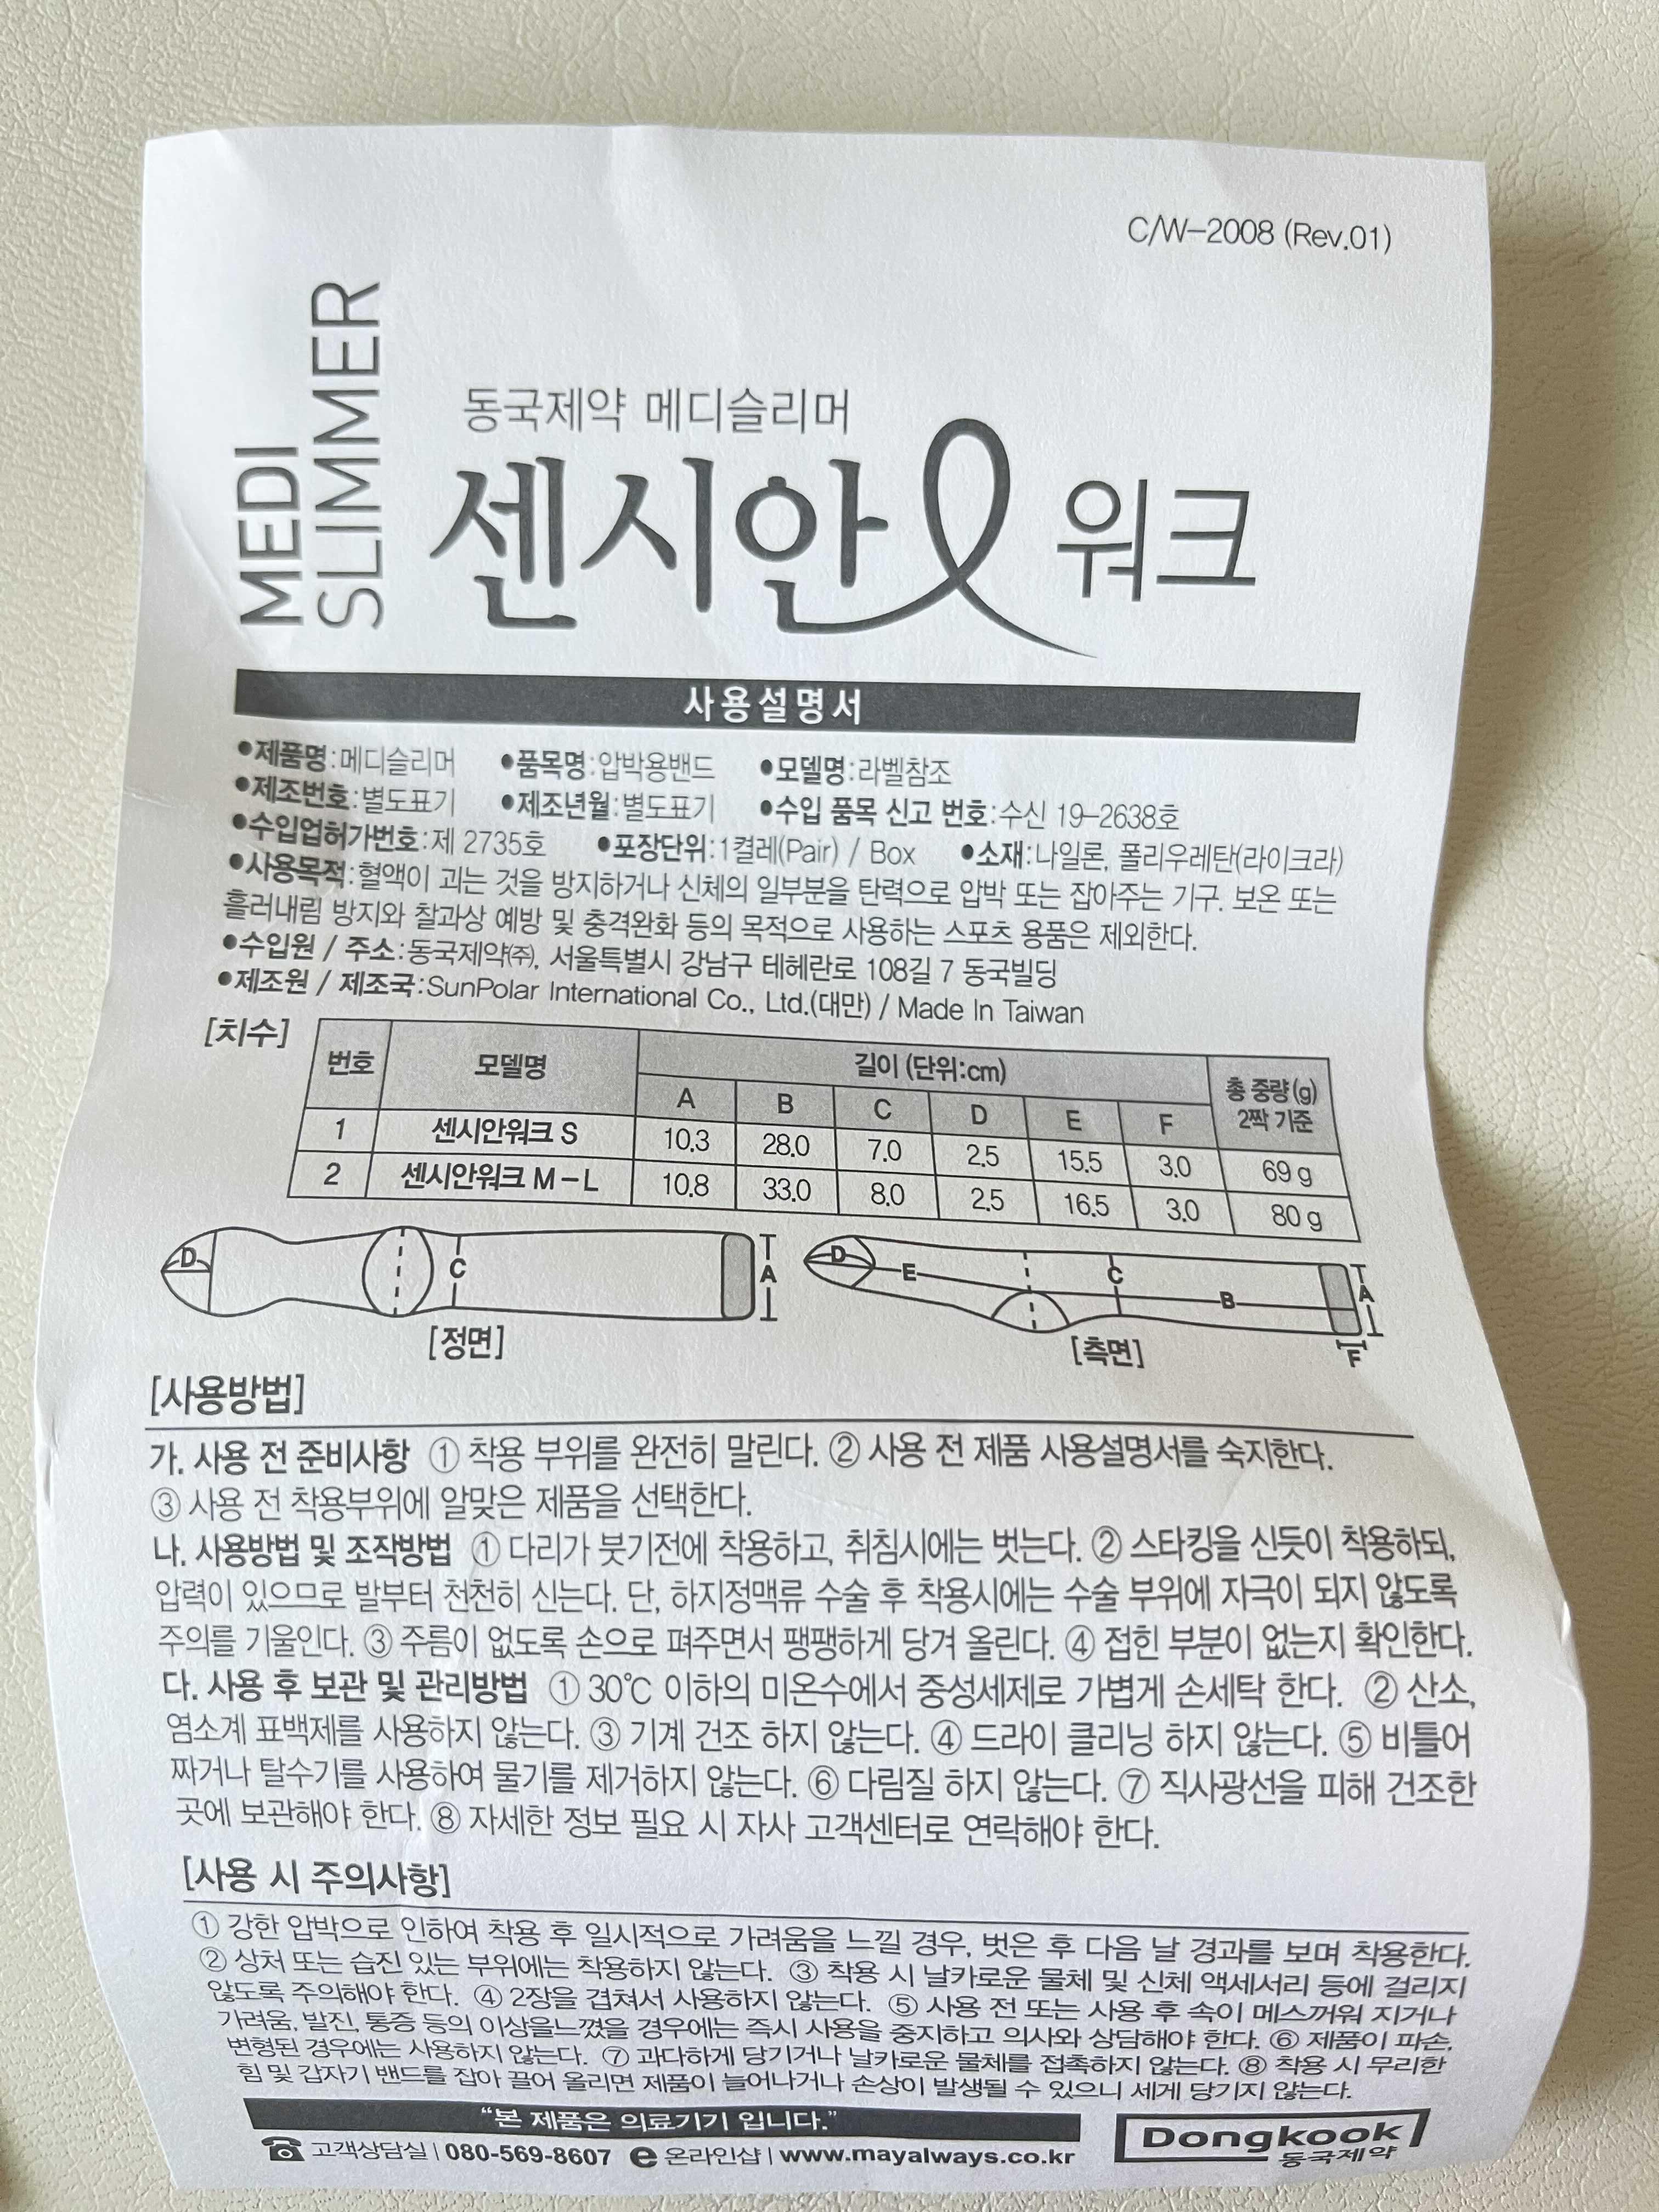 C/W-2008 (Rev.01)
MEDI
SLIMMER
동국제약 메디슬리머
센시안 워크
사용설명서
●제품명:메디슬리머 ●품목명:압박용밴드 ●모델명:라벨참조
●제조번호:별도표기 ●제조년월:별도표기 ●수입 품목 신고 번호:수신 19-2638호
●수입업허가번호:제 2735호 ●포장단위:1켤레(Pair) / Box ●소재:나일론, 폴리우레탄(라이크라)
●사용목적:혈액이 괴는 것을 방지하거나 신체의 일부분을 탄력으로 압박 또는 잡아주는 기구. 보온 또는
흘러내림 방지와 찰과상 예방 및 충격완화 등의 목적으로 사용하는 스포츠 용품은 제외한다.
●수입원 / 주소:동국제약㈜, 서울특별시 강남구 테헤란로 108길 7 동국빌딩
●제조원 / 제조국:SunPolar International Co., Ltd.(대만) / Made In Taiwan
[치수]
번호 모델명 길이 (단위:cm) 총 중량(g) 2짝 기준
A B C D E F
1 센시안워크 S 10.3 28.0 7.0 2.5 15.5 3.0 69 g
2 센시안워크 M-L 10.8 33.0 8.0 2.5 16.5 3.0 80 g
D C A D E C B A F
[정면] [측면]
[사용방법]
가. 사용 전 준비사항 ① 착용 부위를 완전히 말린다. ② 사용 전 제품 사용설명서를 숙지한다.
③ 사용 전 착용부위에 알맞은 제품을 선택한다.
나. 사용방법 및 조작방법 ① 다리가 붓기전에 착용하고, 취침시에는 벗는다. ② 스타킹을 신듯이 착용하되,
압력이 있으므로 발부터 천천히 신는다. 단, 하지정맥류 수술 후 착용시에는 수술 부위에 자극이 되지 않도록
주의를 기울인다. ③ 주름이 없도록 손으로 펴주면서 팽팽하게 당겨 올린다. ④ 접힌 부분이 없는지 확인한다.
다. 사용 후 보관 및 관리방법 ① 30℃ 이하의 미온수에서 중성세제로 가볍게 손세탁 한다. ② 산소,
염소계 표백제를 사용하지 않는다. ③ 기계 건조 하지 않는다. ④ 드라이 클리닝 하지 않는다. ⑤ 비틀어
짜거나 탈수기를 사용하여 물기를 제거하지 않는다. ⑥ 다림질 하지 않는다. ⑦ 직사광선을 피해 건조한
곳에 보관해야 한다. ⑧ 자세한 정보 필요 시 자사 고객센터로 연락해야 한다.
[사용 시 주의사항]
① 강한 압박으로 인하여 착용 후 일시적으로 가려움을 느낄 경우, 벗은 후 다음 날 경과를 보며 착용한다.
② 상처 또는 습진 있는 부위에는 착용하지 않는다. ③ 착용 시 날카로운 물체 및 신체 액세서리 등에 걸리지
않도록 주의해야 한다. ④ 2장을 겹쳐서 사용하지 않는다. ⑤ 사용 전 또는 사용 후 속이 메스꺼워 지거나
가려움, 발진, 통증 등의 이상을느꼈을 경우에는 즉시 사용을 중지하고 의사와 상담해야 한다. ⑥ 제품이 파손,
변형된 경우에는 사용하지 않는다. ⑦ 과다하게 당기거나 날카로운 물체를 접촉하지 않는다. ⑧ 착용 시 무리한
힘 및 갑자기 밴드를 잡아 끌어 올리면 제품이 늘어나거나 손상이 발생될 수 있으니 세게 당기지 않는다.
“본 제품은 의료기기 입니다.”
고객상담실 | 080-569-8607 e 온라인샵 | www.mayalways.co.kr
Dongkook
동국제약